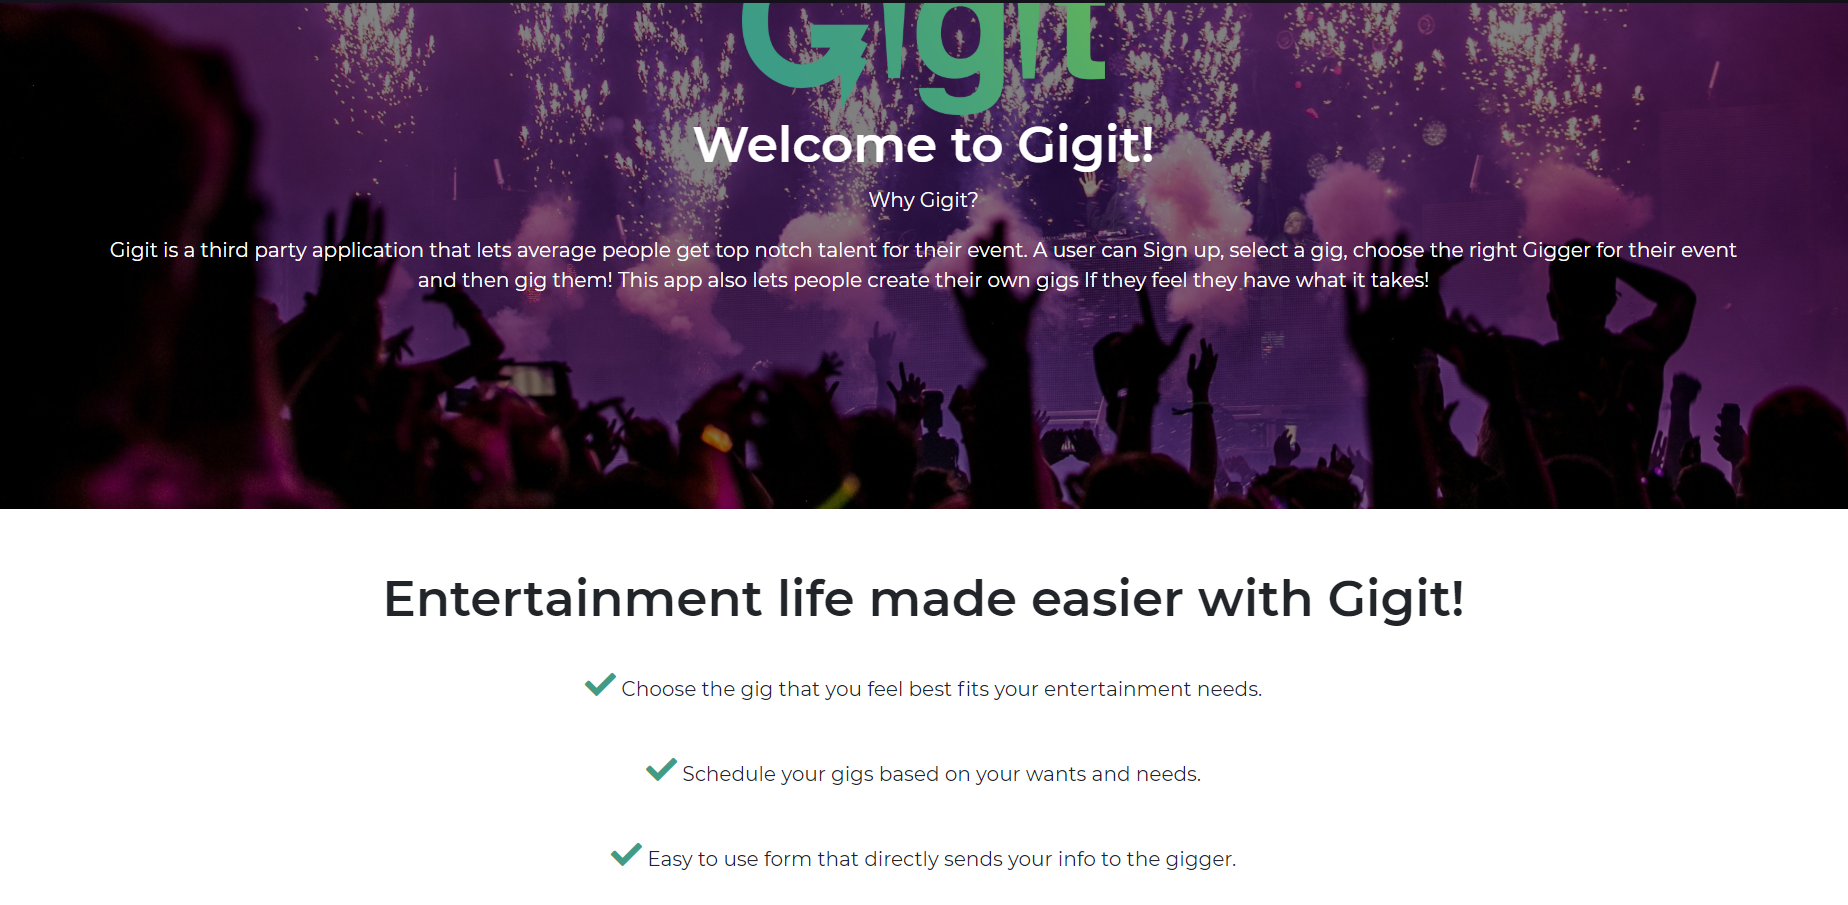 Gigit
Welcome to Gigit!
Why Gigit?
Gigit is a third party application that lets average people get top notch talent for their event. A user can Sign up, select a gig, choose the right Gigger for their event
and then gig them! This app also lets people create their own gigs If they feel they have what it takes!
Entertainment life made easier with Gigit!
Choose the gig that you feel best fits your entertainment needs.
Schedule your gigs based on your wants and needs.
Easy to use form that directly sends your info to the gigger.